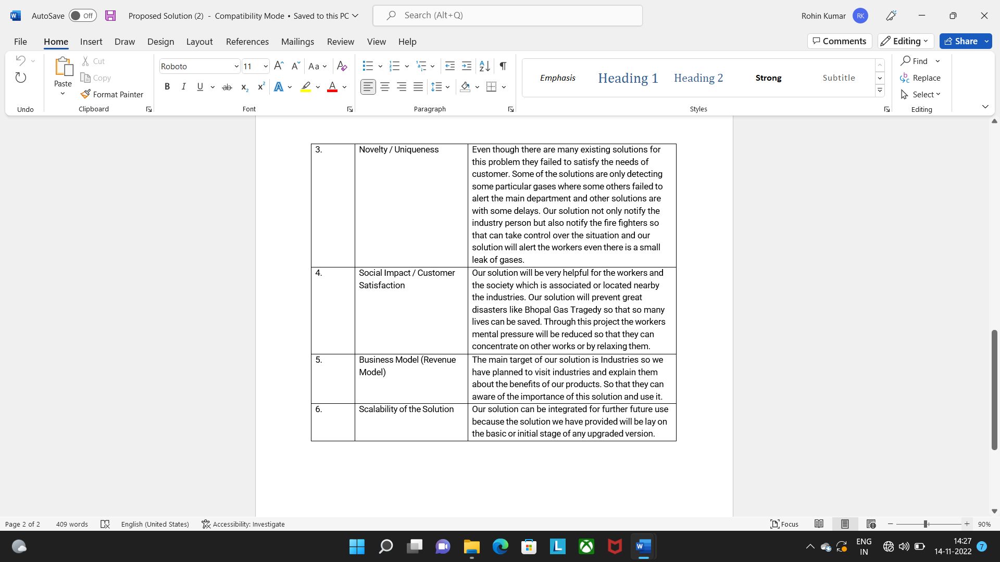 AutoSave Off Proposed Solution (2) - Compatibility Mode • Saved to this PC Search (Alt+Q) Rohin Kumar RK
File Home Insert Draw Design Layout References Mailings Review View Help Comments Editing Share
Paste
Cut
Copy
Format Painter
Roboto 11
Aa
B I U ab x2 x2 A A
Emphasis Heading 1 Heading 2 Strong Subtitle
Find
Replace
Select
Undo Clipboard Font Paragraph Styles Editing
3. Novelty / Uniqueness Even though there are many existing solutions for
this problem they failed to satisfy the needs of
customer. Some of the solutions are only detecting
some particular gases where some others failed to
alert the main department and other solutions are
with some delays. Our solution not only notify the
industry person but also notify the fire fighters so
that can take control over the situation and our
solution will alert the workers even there is a small
leak of gases.
4. Social Impact / Customer Our solution will be very helpful for the workers and
Satisfaction the society which is associated or located nearby
the industries. Our solution will prevent great
disasters like Bhopal Gas Tragedy so that so many
lives can be saved. Through this project the workers
mental pressure will be reduced so that they can
concentrate on other works or by relaxing them.
5. Business Model (Revenue The main target of our solution is Industries so we
Model) have planned to visit industries and explain them
about the benefits of our products. So that they can
aware of the importance of this solution and use it.
6. Scalability of the Solution Our solution can be integrated for further future use
because the solution we have provided will be lay on
the basic or initial stage of any upgraded version.
Page 2 of 2 409 words English (United States) Accessibility: Investigate Focus 90%
ENG 14:27
IN 14-11-2022 7